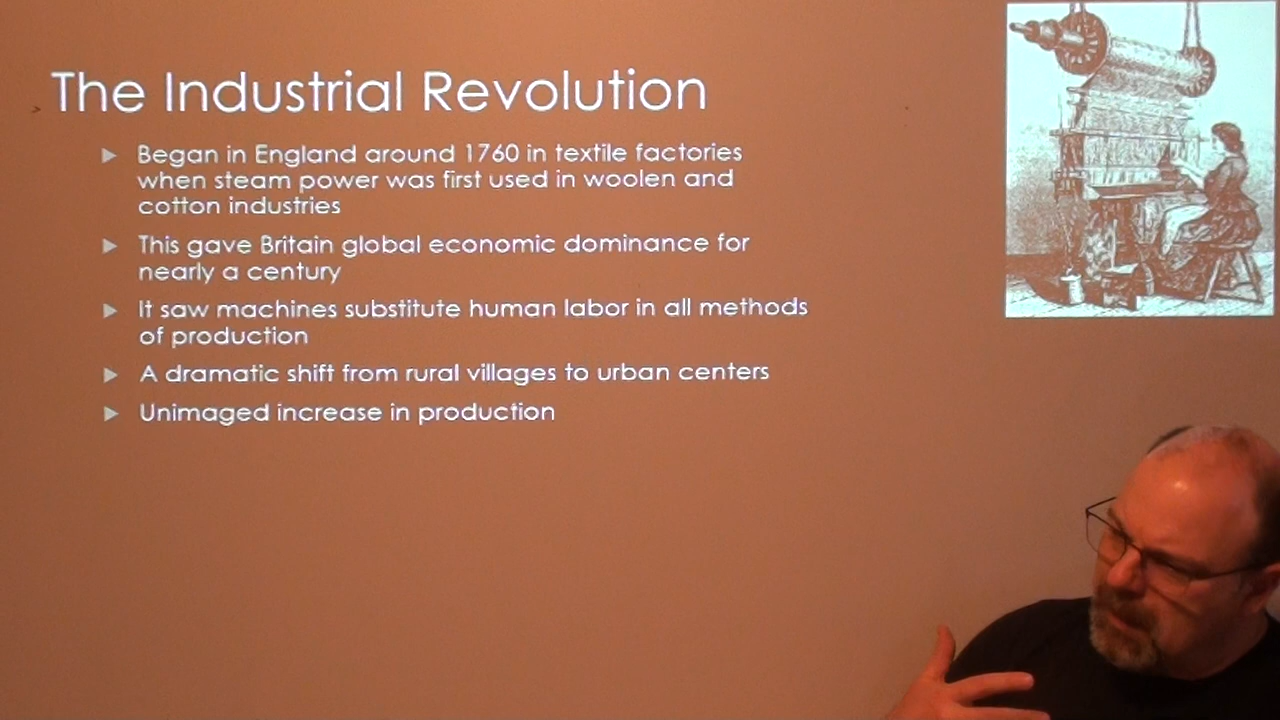 The Industrial Revolution
Began in England around 1760 in textile factories
when steam power was first used in woolen and
cotton industries
This gave Britain global economic dominance for
nearly a century
It saw machines substitute human labor in all methods
of production
A dramatic shift from rural villages to urban centers
Unimaged increase in production